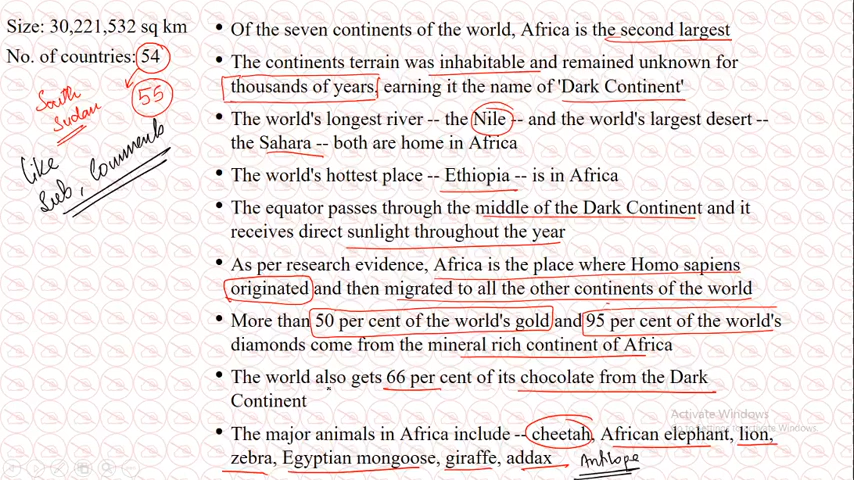 Size: 30,221,532 sq km
No. of countries: 54
55
South
Sudan
Like
Sub, Comments
• Of the seven continents of the world, Africa is the second largest
• The continents terrain was inhabitable and remained unknown for
thousands of years, earning it the name of 'Dark Continent'
• The world's longest river -- the Nile -- and the world's largest desert --
the Sahara -- both are home in Africa
• The world's hottest place -- Ethiopia -- is in Africa
• The equator passes through the middle of the Dark Continent and it
receives direct sunlight throughout the year
• As per research evidence, Africa is the place where Homo sapiens
originated and then migrated to all the other continents of the world
• More than 50 per cent of the world's gold and 95 per cent of the world's
diamonds come from the mineral rich continent of Africa
• The world also gets 66 per cent of its chocolate from the Dark
Continent
• The major animals in Africa include -- cheetah, African elephant, lion,
zebra, Egyptian mongoose, giraffe, addax
Antlope
Activate Windows
Go to Settings to activate Windows.